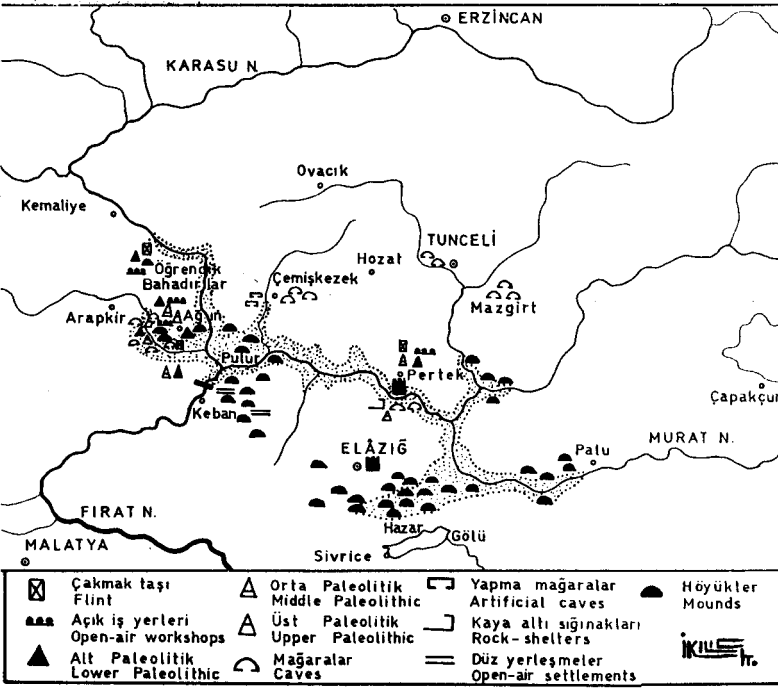 ERZİNCAN
KARASU N.
Ovacık
Kemaliye
TUNCELİ
Hozat
Öğrendik
Bahadırlar
Çemişkezek
Mazgirt
Arapkir
Ağın
Pulur
Pertek
Çapakçur
Keban
ELÂZIĞ
Palu
MURAT N.
FIRAT N.
Hazar
Gölü
MALATYA
Sivrice
Çakmak taşı
Flint
Açık iş yerleri
Open-air workshops
Alt Paleolitik
Lower Paleolithic
Orta Paleolitik
Middle Paleolithic
Üst Paleolitik
Upper Paleolithic
Mağaralar
Caves
Yapma mağaralar
Artificial caves
Kaya altı sığınakları
Rock-shelters
Düz yerleşmeler
Open-air settlements
Höyükler
Mounds